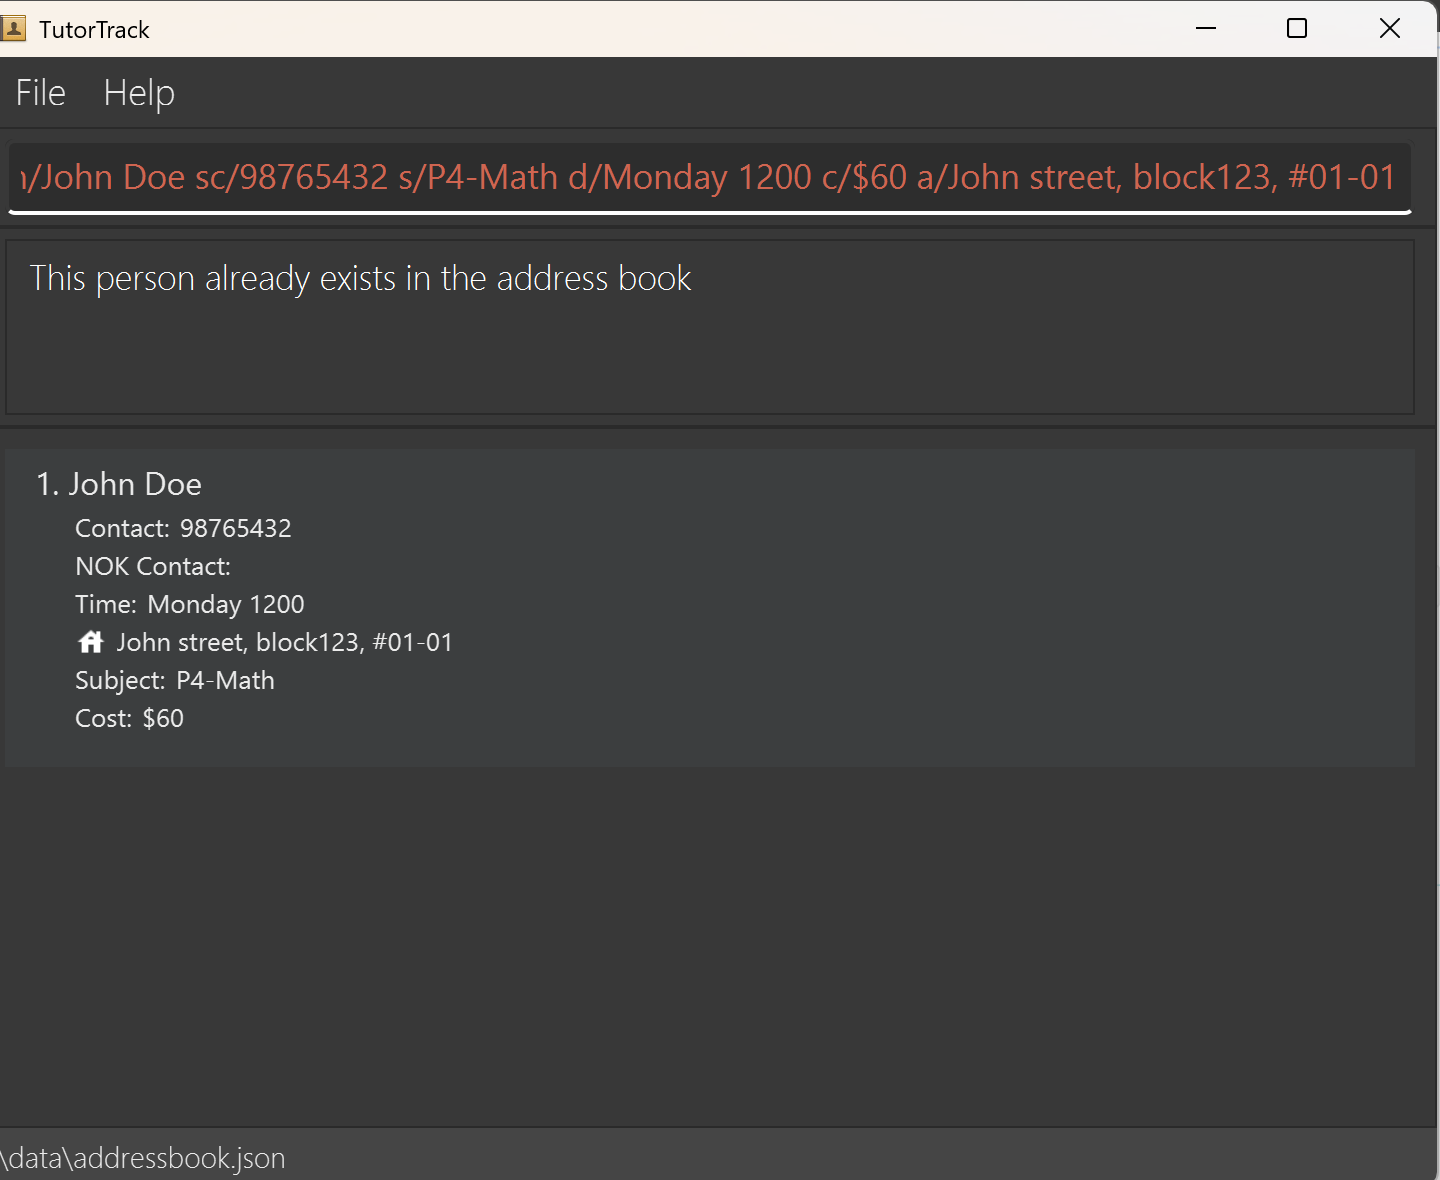 TutorTrack
File Help
/John Doe sc/98765432 s/P4-Math d/Monday 1200 c/$60 a/John street, block123, #01-01
This person already exists in the address book
1. John Doe
Contact: 98765432
NOK Contact:
Time: Monday 1200
John street, block123, #01-01
Subject: P4-Math
Cost: $60
\data\addressbook.json